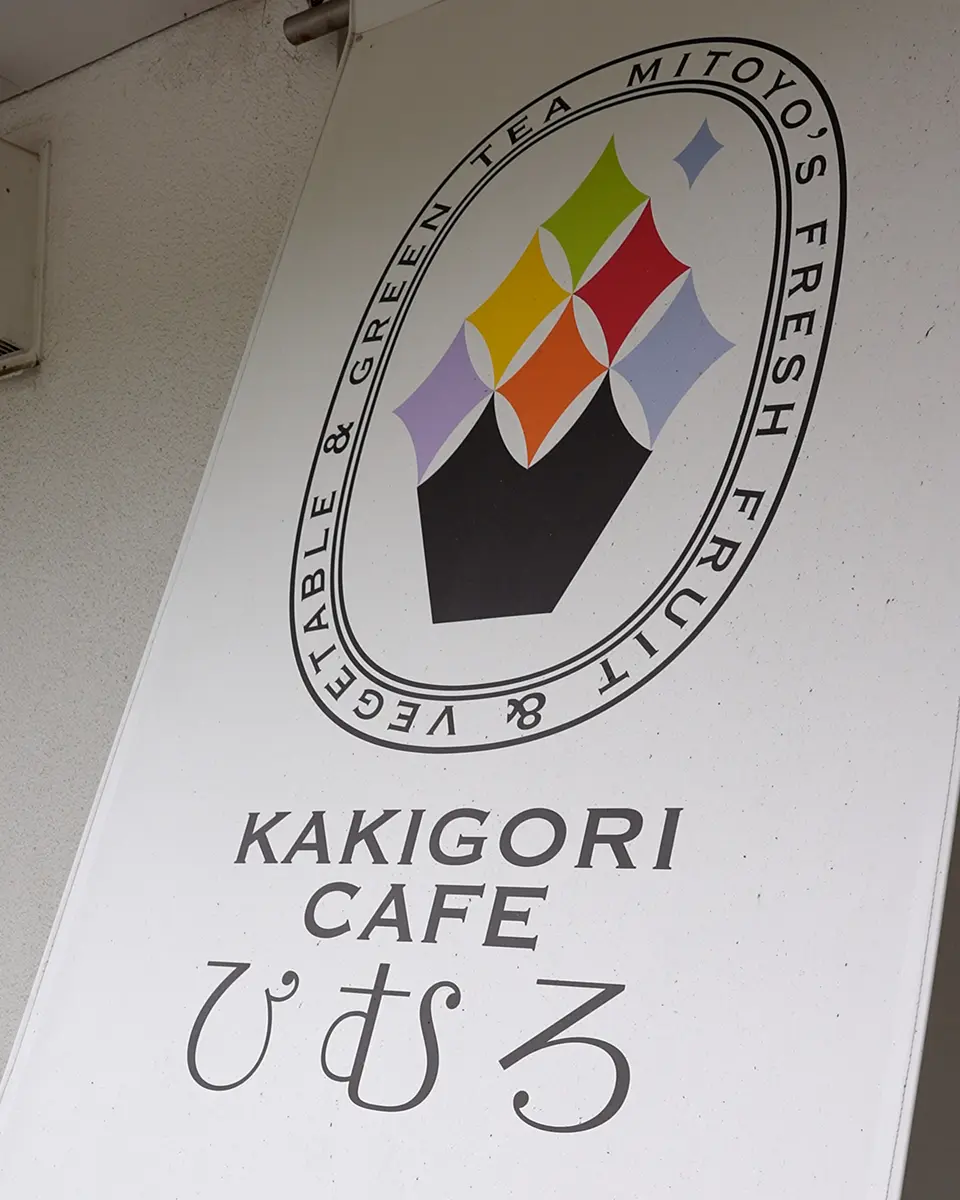 MITOYO'S FRESH FRUIT & VEGETABLE & GREEN TEA
KAKIGORI
CAFE
ひむろ